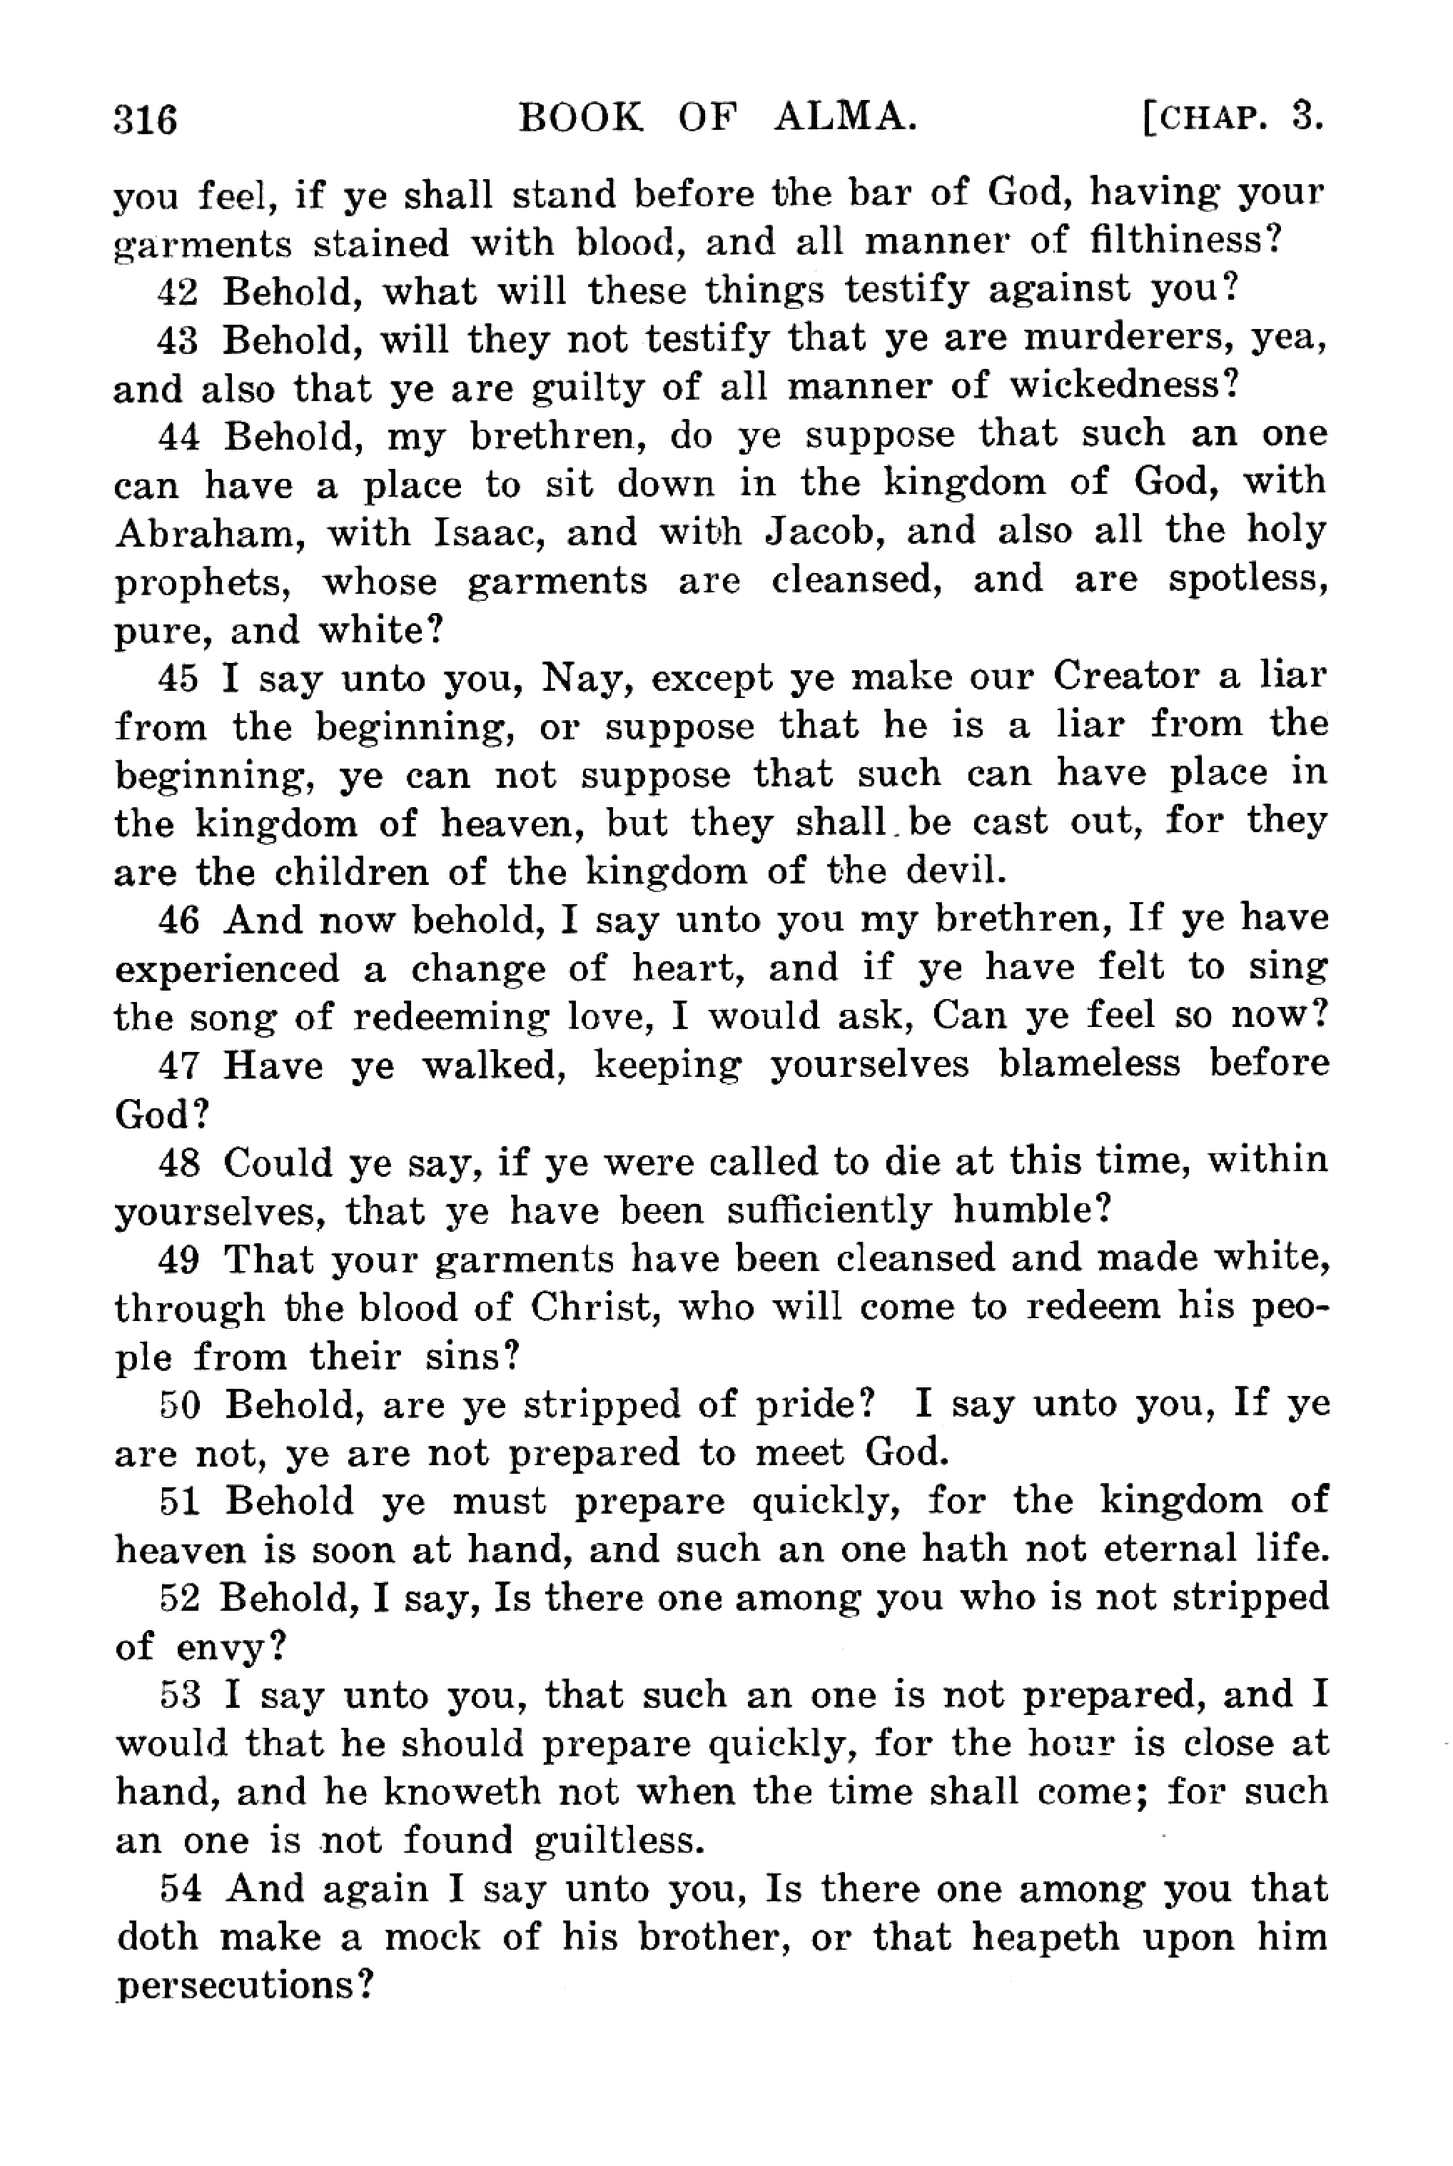 316 BOOK OF ALMA. [CHAP. 3.
you feel, if ye shall stand before the bar of God, having your
garments stained with blood, and all manner of filthiness?
42 Behold, what will these things testify against you?
43 Behold, will they not testify that ye are murderers, yea,
and also that ye are guilty of all manner of wickedness?
44 Behold, my brethren, do ye suppose that such an one
can have a place to sit down in the kingdom of God, with
Abraham, with Isaac, and with Jacob, and also all the holy
prophets, whose garments are cleansed, and are spotless,
pure, and white?
45 I say unto you, Nay, except ye make our Creator a liar
from the beginning, or suppose that he is a liar from the
beginning, ye can not suppose that such can have place in
the kingdom of heaven, but they shall be cast out, for they
are the children of the kingdom of the devil.
46 And now behold, I say unto you my brethren, If ye have
experienced a change of heart, and if ye have felt to sing
the song of redeeming love, I would ask, Can ye feel so now?
47 Have ye walked, keeping yourselves blameless before
God?
48 Could ye say, if ye were called to die at this time, within
yourselves, that ye have been sufficiently humble?
49 That your garments have been cleansed and made white,
through the blood of Christ, who will come to redeem his peo-
ple from their sins?
50 Behold, are ye stripped of pride? I say unto you, If ye
are not, ye are not prepared to meet God.
51 Behold ye must prepare quickly, for the kingdom of
heaven is soon at hand, and such an one hath not eternal life.
52 Behold, I say, Is there one among you who is not stripped
of envy?
53 I say unto you, that such an one is not prepared, and I
would that he should prepare quickly, for the hour is close at
hand, and he knoweth not when the time shall come; for such
an one is not found guiltless.
54 And again I say unto you, Is there one among you that
doth make a mock of his brother, or that heapeth upon him
persecutions?